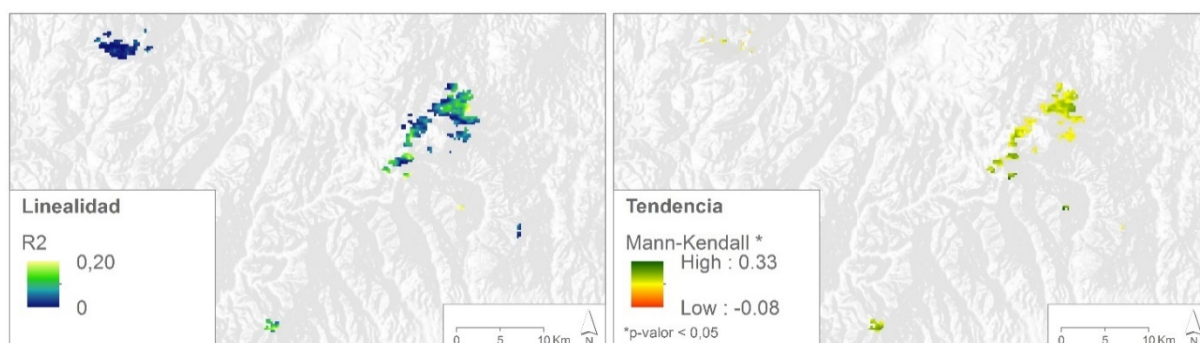 Linealidad
R2
0,20
0
0 5 10 Km
N
Tendencia
Mann-Kendall *
High : 0.33
Low : -0.08
*p-valor < 0,05
0 5 10 Km
N